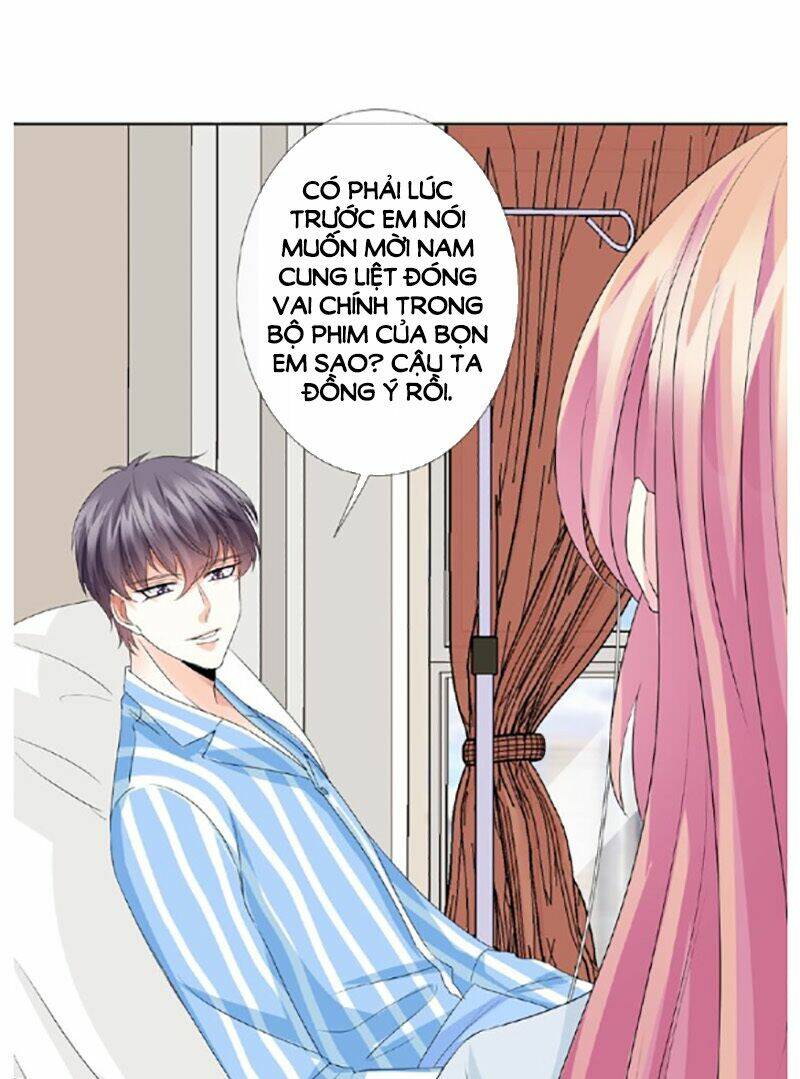 CÓ PHẢI LÚC
TRƯỚC EM NÓI
MUỐN MỜI NAM
CUNG LIỆT ĐÓNG
VAI CHÍNH TRONG
BỘ PHIM CỦA BỌN
EM SAO? CẬU TA
ĐỒNG Ý RỒI.